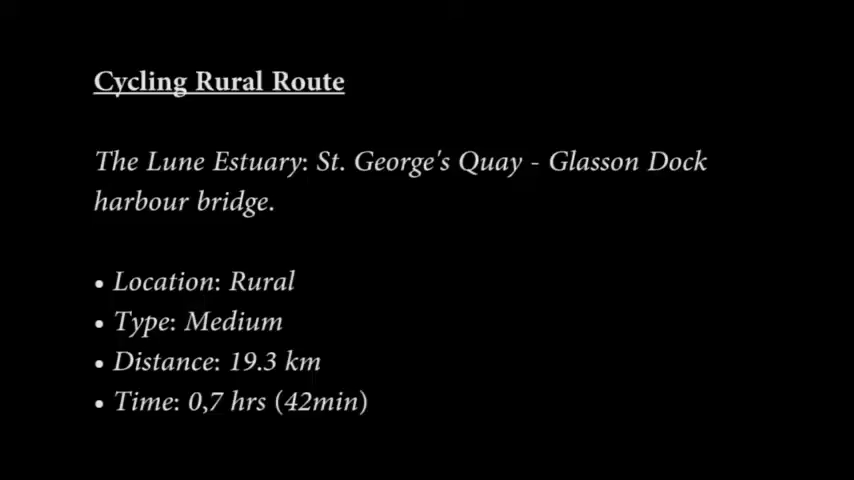 Cycling Rural Route
The Lune Estuary: St. George's Quay - Glasson Dock
harbour bridge.
• Location: Rural
• Type: Medium
• Distance: 19.3 km
• Time: 0,7 hrs (42min)